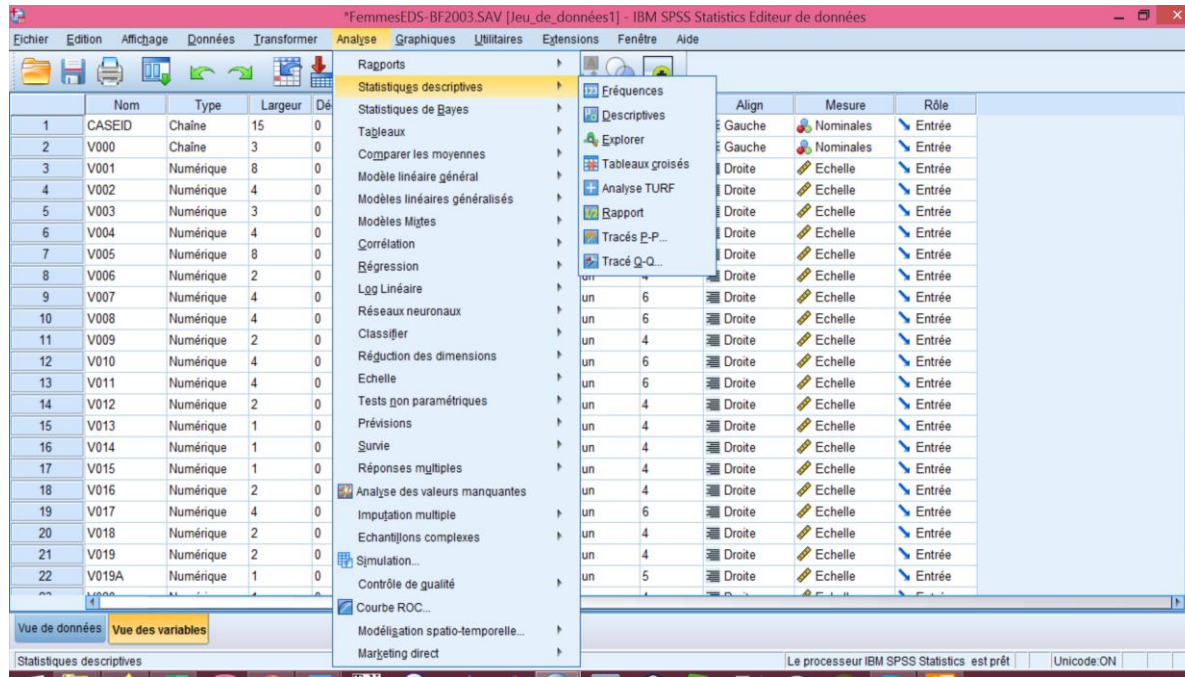 *FemmesEDS-BF2003.SAV [Jeu_de_données1] - IBM SPSS Statistics Editeur de données
Eichier Edition Affichage Données Transformer Analyse Graphiques Utilitaires Extensions Fenêtre Aide
Rapports
Statistiques descriptives
Statistiques de Bayes
Tableaux
Comparer les moyennes
Modèle linéaire général
Modèles linéaires généralisés
Modèles Mixtes
Corrélation
Régression
Log Linéaire
Réseaux neuronaux
Classifier
Réduction des dimensions
Echelle
Tests non paramétriques
Prévisions
Survie
Réponses multiples
Analyse des valeurs manquantes
Imputation multiple
Echantillons complexes
Simulation...
Contrôle de qualité
Courbe ROC...
Modélisation spatio-temporelle...
Marketing direct
Fréquences
Descriptives
Explorer
Tableaux croisés
Analyse TURF
Rapport
Tracés P-P...
Tracé Q-Q...
Nom Type Largeur Dé Align Mesure Rôle
1 CASEID Chaîne 15 0 Gauche Nominales Entrée
2 V000 Chaîne 3 0 Gauche Nominales Entrée
3 V001 Numérique 8 0 Droite Echelle Entrée
4 V002 Numérique 4 0 Droite Echelle Entrée
5 V003 Numérique 3 0 Droite Echelle Entrée
6 V004 Numérique 4 0 Droite Echelle Entrée
7 V005 Numérique 8 0 Droite Echelle Entrée
8 V006 Numérique 2 0 un 4 Droite Echelle Entrée
9 V007 Numérique 4 0 un 6 Droite Echelle Entrée
10 V008 Numérique 4 0 un 6 Droite Echelle Entrée
11 V009 Numérique 2 0 un 4 Droite Echelle Entrée
12 V010 Numérique 4 0 un 6 Droite Echelle Entrée
13 V011 Numérique 4 0 un 6 Droite Echelle Entrée
14 V012 Numérique 2 0 un 4 Droite Echelle Entrée
15 V013 Numérique 1 0 un 4 Droite Echelle Entrée
16 V014 Numérique 1 0 un 4 Droite Echelle Entrée
17 V015 Numérique 1 0 un 4 Droite Echelle Entrée
18 V016 Numérique 2 0 un 4 Droite Echelle Entrée
19 V017 Numérique 4 0 un 6 Droite Echelle Entrée
20 V018 Numérique 2 0 un 4 Droite Echelle Entrée
21 V019 Numérique 2 0 un 4 Droite Echelle Entrée
22 V019A Numérique 1 0 un 5 Droite Echelle Entrée
Vue de données Vue des variables
Statistiques descriptives Le processeur IBM SPSS Statistics est prêt Unicode:ON